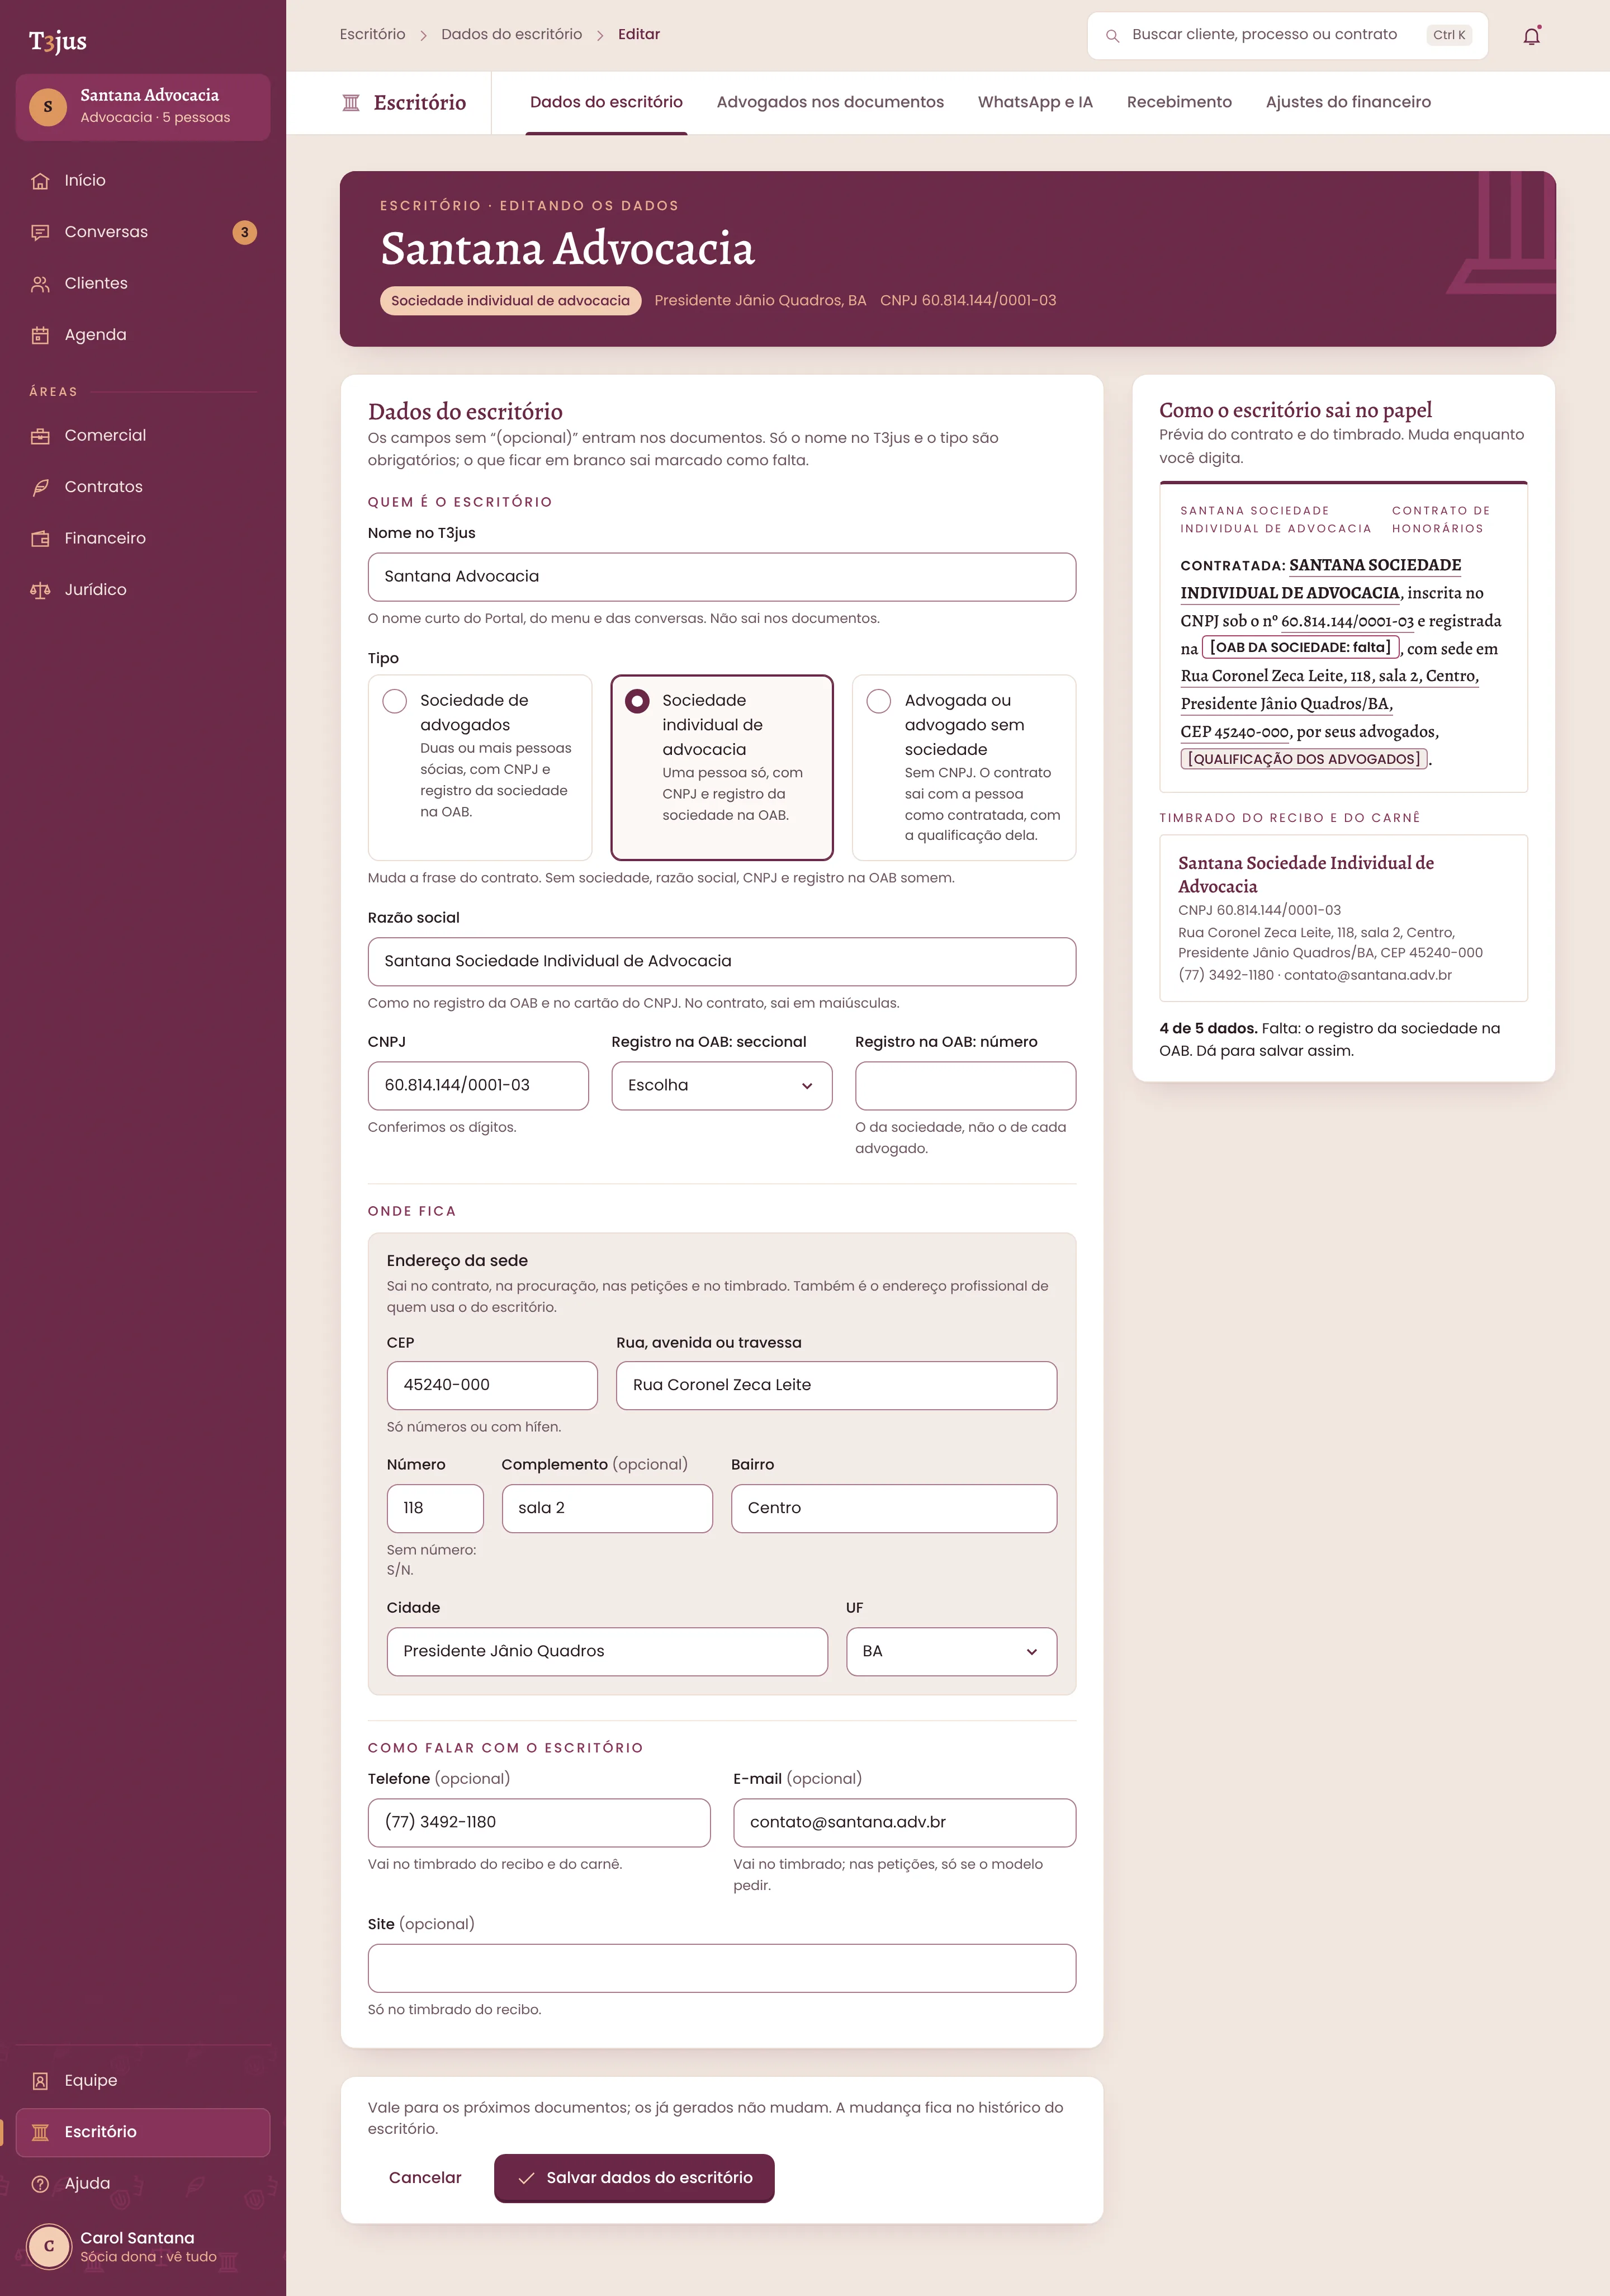 T3jus
S
Santana Advocacia
Advocacia · 5 pessoas
Início
Conversas
3
Clientes
Agenda
ÁREAS
Comercial
Contratos
Financeiro
Jurídico
Equipe
Escritório
Ajuda
C
Carol Santana
Sócia dona · vê tudo
Escritório
Dados do escritório
Editar
Buscar cliente, processo ou contrato
Ctrl K
Escritório
Dados do escritório
Advogados nos documentos
WhatsApp e IA
Recebimento
Ajustes do financeiro
ESCRITÓRIO · EDITANDO OS DADOS
Santana Advocacia
Sociedade individual de advocacia
Presidente Jânio Quadros, BA
CNPJ 60.814.144/0001-03
Dados do escritório
Os campos sem “(opcional)” entram nos documentos. Só o nome no T3jus e o tipo são
obrigatórios; o que ficar em branco sai marcado como falta.
QUEM É O ESCRITÓRIO
Nome no T3jus
Santana Advocacia
O nome curto do Portal, do menu e das conversas. Não sai nos documentos.
Tipo
Sociedade de
advogados
Duas ou mais pessoas
sócias, com CNPJ e
registro da sociedade
na OAB.
Sociedade
individual de
advocacia
Uma pessoa só, com
CNPJ e registro da
sociedade na OAB.
Advogada ou
advogado sem
sociedade
Sem CNPJ. O contrato
sai com a pessoa
como contratada, com
a qualificação dela.
Muda a frase do contrato. Sem sociedade, razão social, CNPJ e registro na OAB somem.
Razão social
Santana Sociedade Individual de Advocacia
Como no registro da OAB e no cartão do CNPJ. No contrato, sai em maiúsculas.
CNPJ
60.814.144/0001-03
Conferimos os dígitos.
Registro na OAB: seccional
Escolha
Registro na OAB: número
O da sociedade, não o de cada
advogado.
ONDE FICA
Endereço da sede
Sai no contrato, na procuração, nas petições e no timbrado. Também é o endereço profissional de
quem usa o do escritório.
CEP
45240-000
Só números ou com hífen.
Rua, avenida ou travessa
Rua Coronel Zeca Leite
Número
118
Sem número:
S/N.
Complemento (opcional)
sala 2
Bairro
Centro
Cidade
Presidente Jânio Quadros
UF
BA
COMO FALAR COM O ESCRITÓRIO
Telefone (opcional)
(77) 3492-1180
Vai no timbrado do recibo e do carnê.
E-mail (opcional)
contato@santana.adv.br
Vai no timbrado; nas petições, só se o modelo
pedir.
Site (opcional)
Só no timbrado do recibo.
Vale para os próximos documentos; os já gerados não mudam. A mudança fica no histórico do
escritório.
Cancelar
Salvar dados do escritório
Como o escritório sai no papel
Prévia do contrato e do timbrado. Muda enquanto
você digita.
SANTANA SOCIEDADE
INDIVIDUAL DE ADVOCACIA
CONTRATO DE
HONORÁRIOS
CONTRATADA: SANTANA SOCIEDADE
INDIVIDUAL DE ADVOCACIA, inscrita no
CNPJ sob o nº 60.814.144/0001-03 e registrada
na [OAB DA SOCIEDADE: falta], com sede em
Rua Coronel Zeca Leite, 118, sala 2, Centro,
Presidente Jânio Quadros/BA,
CEP 45240-000, por seus advogados,
[QUALIFICAÇÃO DOS ADVOGADOS].
TIMBRADO DO RECIBO E DO CARNÊ
Santana Sociedade Individual de
Advocacia
CNPJ 60.814.144/0001-03
Rua Coronel Zeca Leite, 118, sala 2, Centro,
Presidente Jânio Quadros/BA, CEP 45240-000
(77) 3492-1180 · contato@santana.adv.br
4 de 5 dados. Falta: o registro da sociedade na
OAB. Dá para salvar assim.